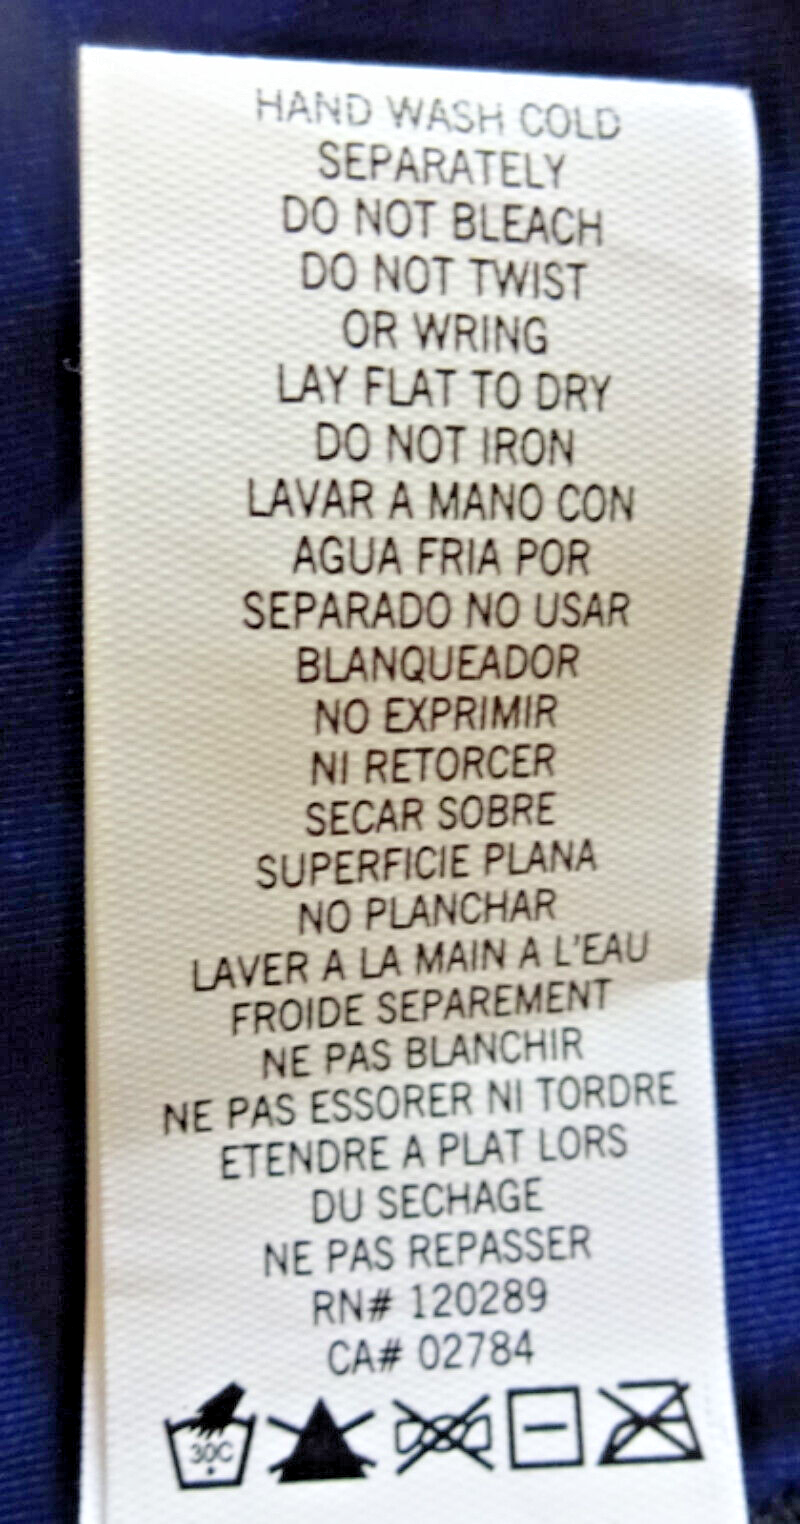 HAND WASH COLD
SEPARATELY
DO NOT BLEACH
DO NOT TWIST
OR WRING
LAY FLAT TO DRY
DO NOT IRON
LAVAR A MANO CON
AGUA FRIA POR
SEPARADO NO USAR
BLANQUEADOR
NO EXPRIMIR
NI RETORCER
SECAR SOBRE
SUPERFICIE PLANA
NO PLANCHAR
LAVER A LA MAIN A L'EAU
FROIDE SEPAREMENT
NE PAS BLANCHIR
NE PAS ESSORER NI TORDRE
ETENDRE A PLAT LORS
DU SECHAGE
NE PAS REPASSER
RN# 120289
CA# 02784
30C